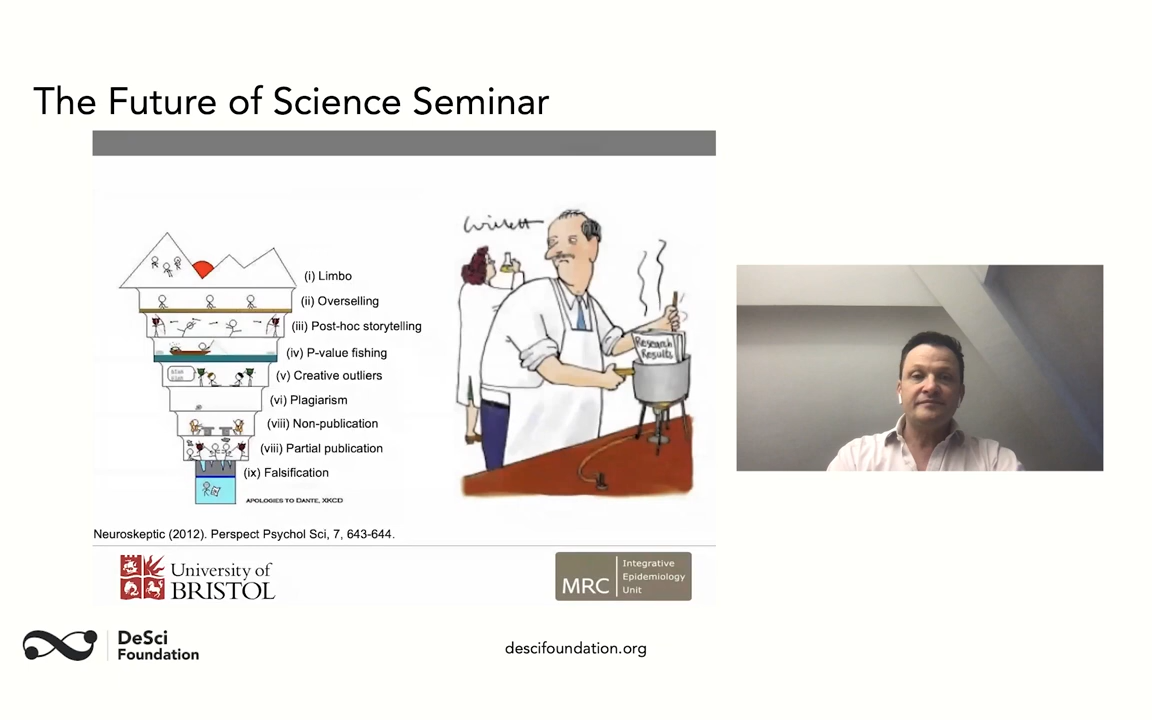 The Future of Science Seminar
(i) Limbo
(ii) Overselling
(iii) Post-hoc storytelling
(iv) P-value fishing
(v) Creative outliers
(vi) Plagiarism
(viii) Non-publication
(viii) Partial publication
(ix) Falsification
APOLOGIES TO DANTE, XKCD
Research
Results
Neuroskeptic (2012). Perspect Psychol Sci, 7, 643-644.
University of
BRISTOL
MRC
Integrative
Epidemiology
Unit
DeSci
Foundation
descifoundation.org